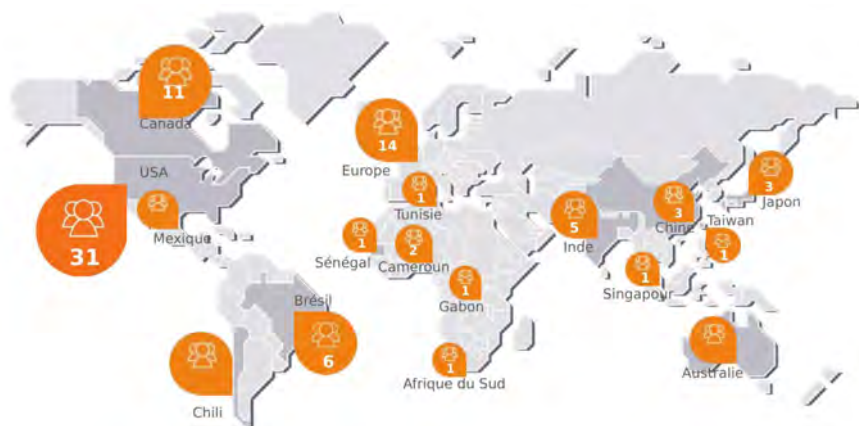 11
Canada
14
Europe
USA
31
Mexique
1
Tunisie
1
Sénégal
2
Cameroun
1
Gabon
5
Inde
3
Chine
3
Japon
Taiwan
1
1
Singapour
Brésil
6
Chili
1
Afrique du Sud
Australie